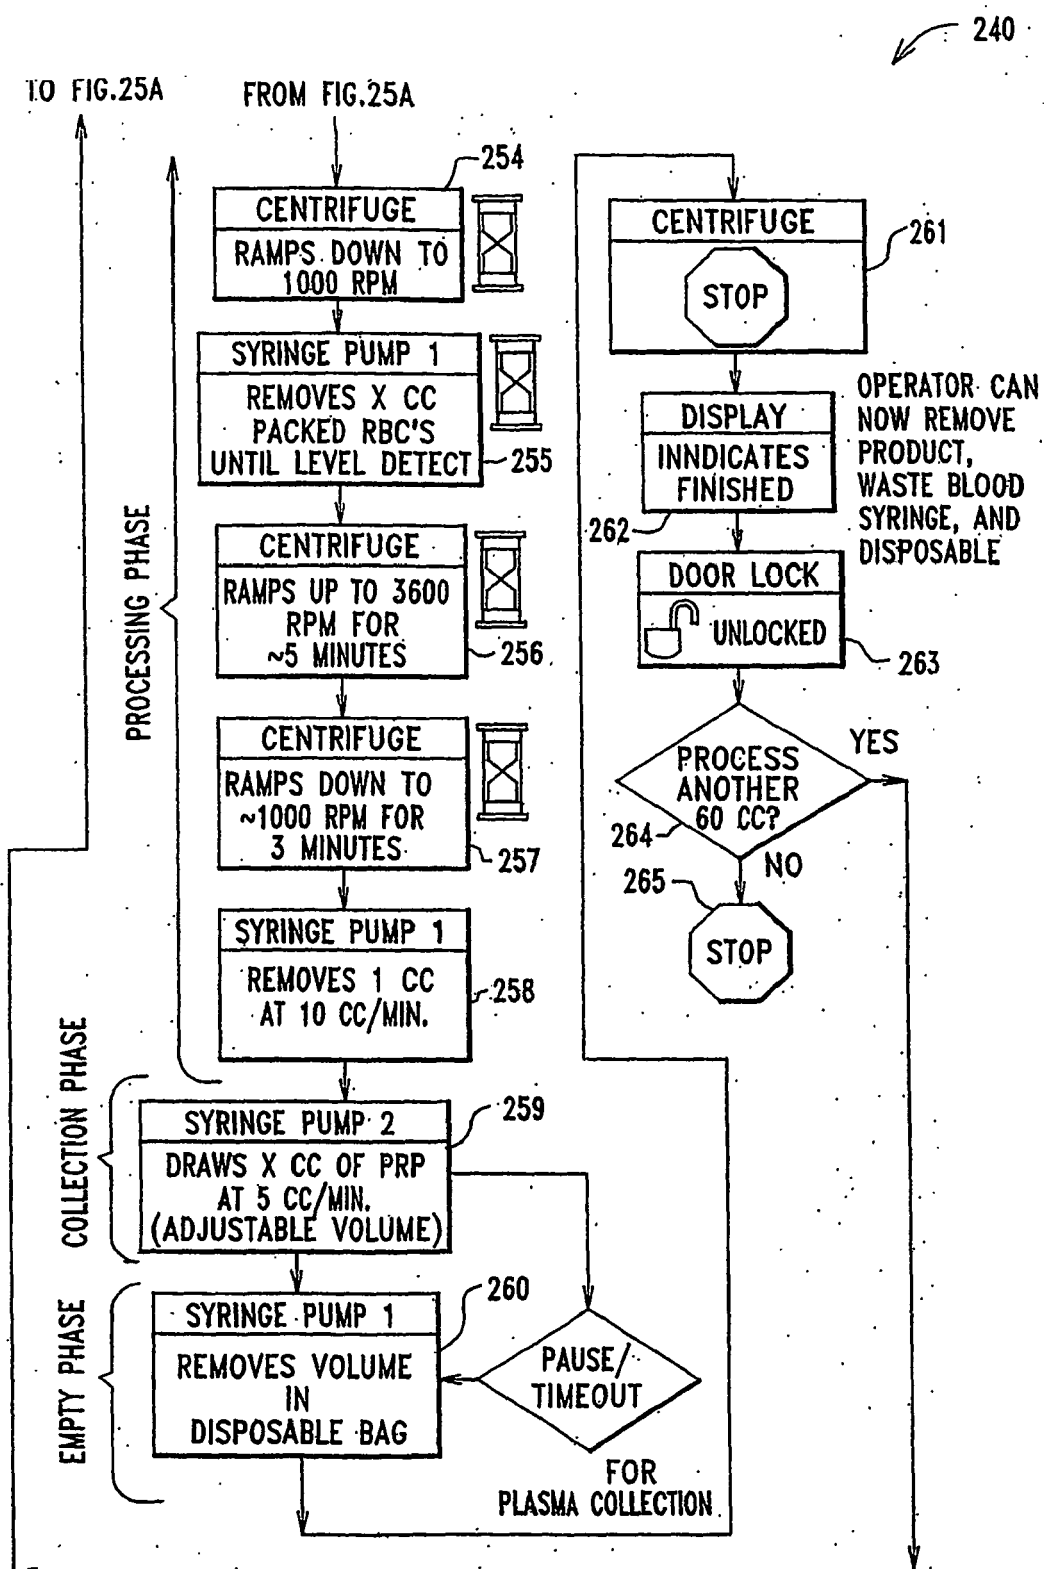 240
TO FIG.25A
FROM FIG.25A
PROCESSING PHASE
254
CENTRIFUGE
RAMPS DOWN TO
1000 RPM
SYRINGE PUMP 1
REMOVES X CC
PACKED RBC'S
UNTIL LEVEL DETECT
255
CENTRIFUGE
RAMPS UP TO 3600
RPM FOR
~5 MINUTES
256
CENTRIFUGE
RAMPS DOWN TO
~1000 RPM FOR
3 MINUTES
257
SYRINGE PUMP 1
REMOVES 1 CC
AT 10 CC/MIN.
258
COLLECTION PHASE
SYRINGE PUMP 2
DRAWS X CC OF PRP
AT 5 CC/MIN.
(ADJUSTABLE VOLUME)
259
EMPTY PHASE
SYRINGE PUMP 1
REMOVES VOLUME
IN
DISPOSABLE BAG
260
PAUSE/
TIMEOUT
FOR
PLASMA COLLECTION
CENTRIFUGE
STOP
261
DISPLAY
INNDICATES
FINISHED
262
OPERATOR CAN
NOW REMOVE
PRODUCT,
WASTE BLOOD
SYRINGE, AND
DISPOSABLE
DOOR LOCK
UNLOCKED
263
PROCESS
ANOTHER
60 CC?
264
YES
NO
265
STOP